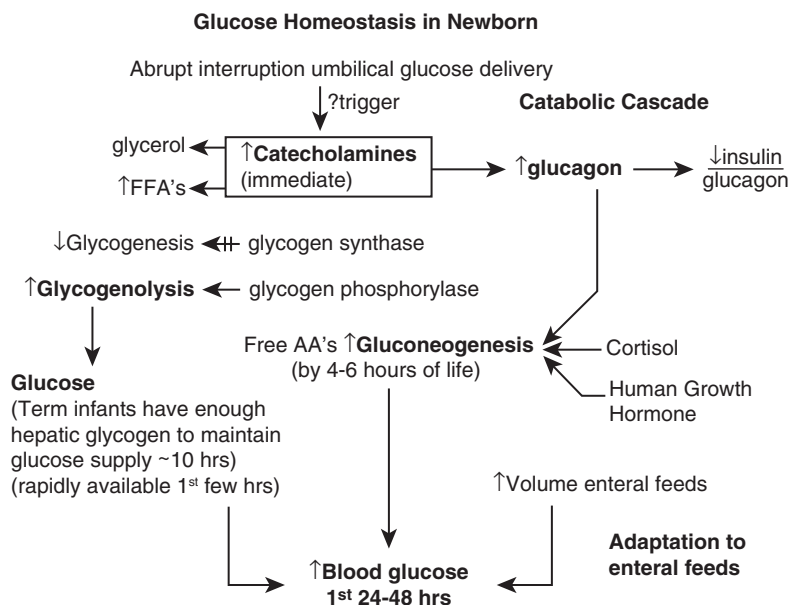 Glucose Homeostasis in Newborn
Abrupt interruption umbilical glucose delivery
?trigger
Catabolic Cascade
glycerol
↑Catecholamines
(immediate)
↑FFA's
↑glucagon
↓insulin
glucagon
↓Glycogenesis
glycogen synthase
↑Glycogenolysis
glycogen phosphorylase
Free AA's ↑Gluconeogenesis
(by 4-6 hours of life)
Cortisol
Human Growth
Hormone
Glucose
(Term infants have enough
hepatic glycogen to maintain
glucose supply ~10 hrs)
(rapidly available 1st few hrs)
↑Volume enteral feeds
Adaptation to
enteral feeds
↑Blood glucose
1st 24-48 hrs